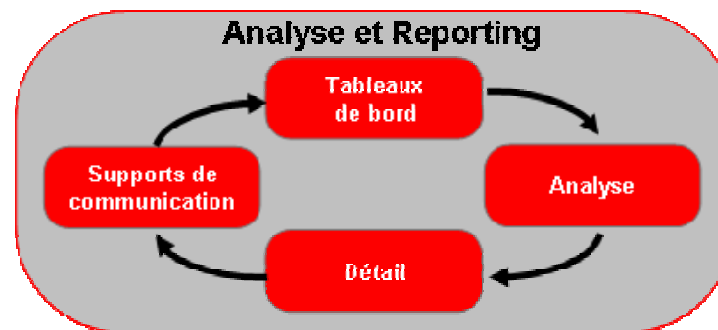 Analyse et Reporting
Tableaux
de bord
Supports de
communication
Analyse
Détail